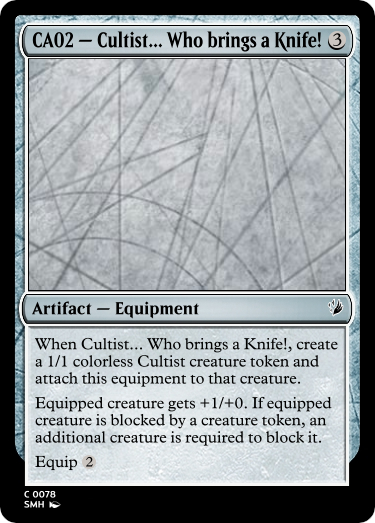 CA02 — Cultist... Who brings a Knife! 3
Artifact — Equipment
When Cultist... Who brings a Knife!, create
a 1/1 colorless Cultist creature token and
attach this equipment to that creature.
Equipped creature gets +1/+0. If equipped
creature is blocked by a creature token, an
additional creature is required to block it.
Equip 2
C 0078
SMH